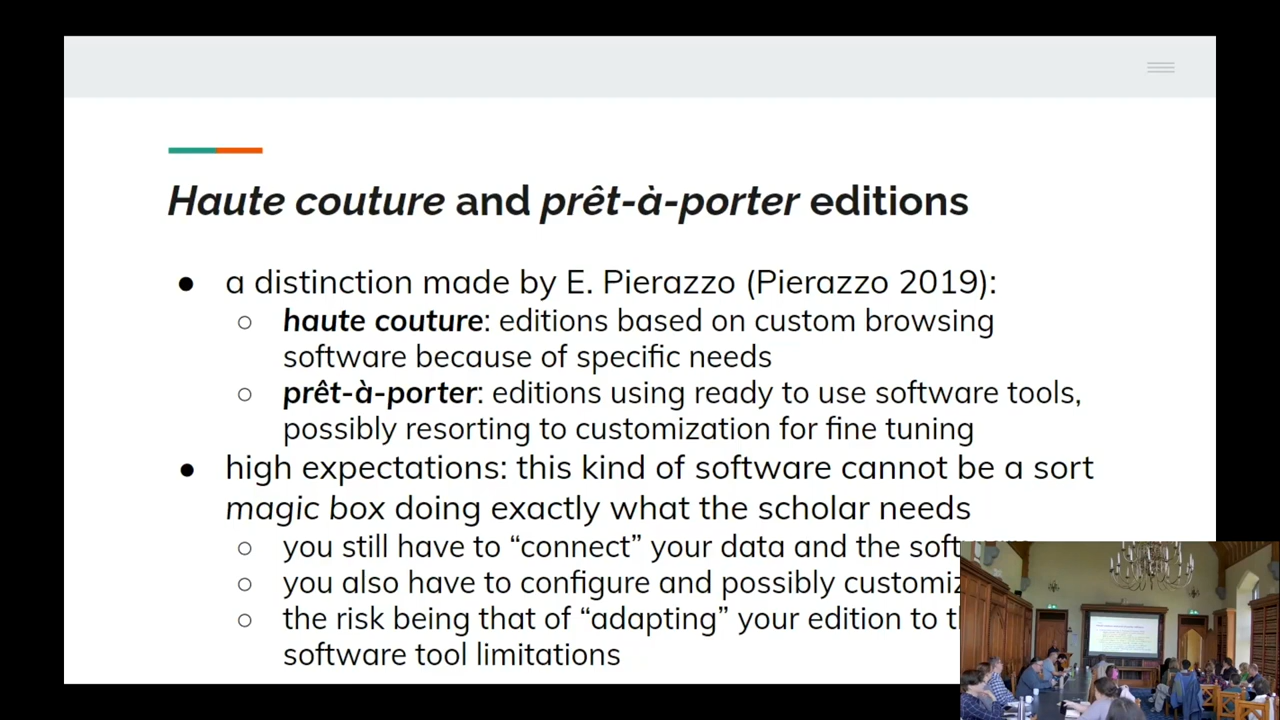 Haute couture and prêt-à-porter editions
● a distinction made by E. Pierazzo (Pierazzo 2019):
○ haute couture: editions based on custom browsing
software because of specific needs
○ prêt-à-porter: editions using ready to use software tools,
possibly resorting to customization for fine tuning
● high expectations: this kind of software cannot be a sort
magic box doing exactly what the scholar needs
○ you still have to “connect” your data and the
○ you also have to configure and possibly
○ the risk being that of “adapting” your edition to
software tool limitations